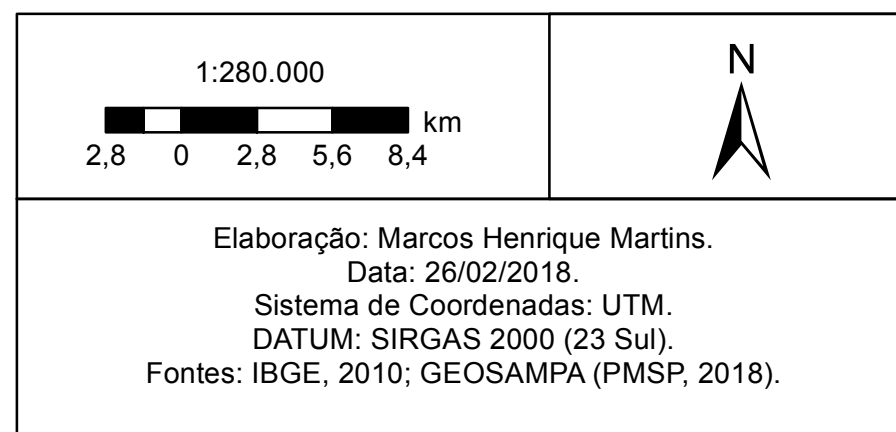 1:280.000
N
km
2,8 0 2,8 5,6 8,4
Elaboração: Marcos Henrique Martins.
Data: 26/02/2018.
Sistema de Coordenadas: UTM.
DATUM: SIRGAS 2000 (23 Sul).
Fontes: IBGE, 2010; GEOSAMPA (PMSP, 2018).